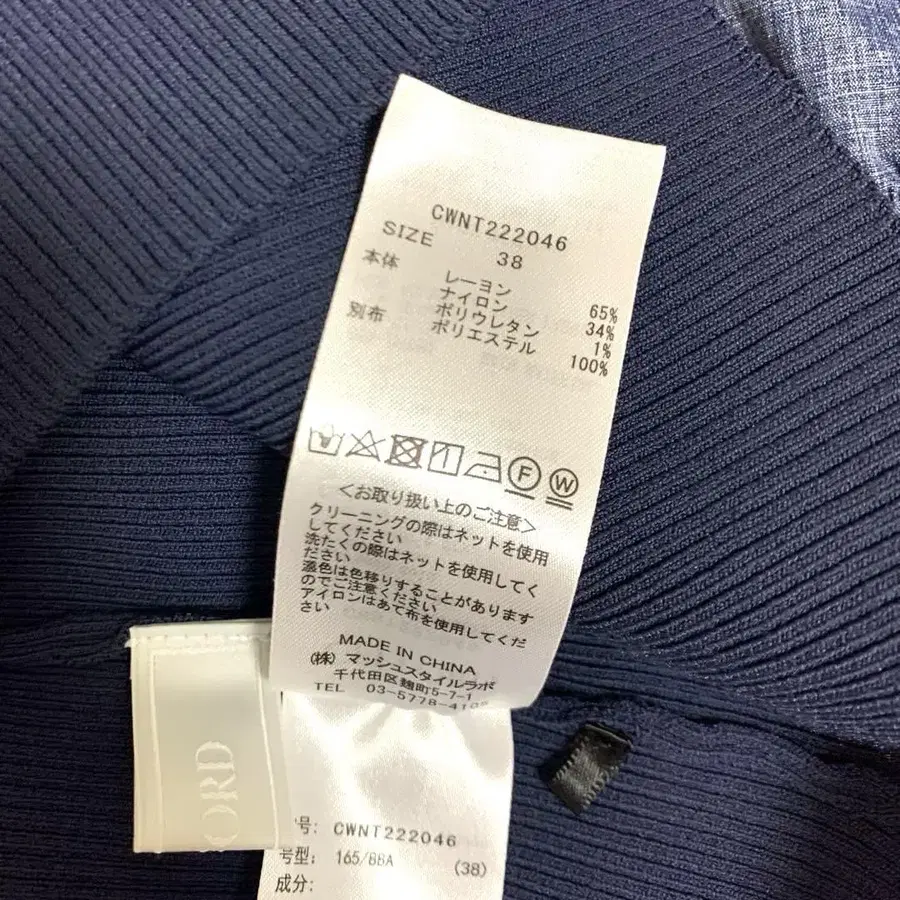 CWNT222046
SIZE 38
本体 レーヨン 65%
ナイロン 34%
ポリウレタン 1%
別布 ポリエステル 100%
F W
<お取り扱い上のご注意>
クリーニングの際はネットを使用
してください
洗たくの際はネットを使用してく
ださい
濃色は色移りすることがあります
のでご注意ください
アイロンはあて布を使用してくだ
さい
MADE IN CHINA
(株) マッシュスタイルラボ
千代田区麹町5-7-1
TEL 03-5778-4
ORD
号: CWNT222046
号型: 165/88A (38)
成分: